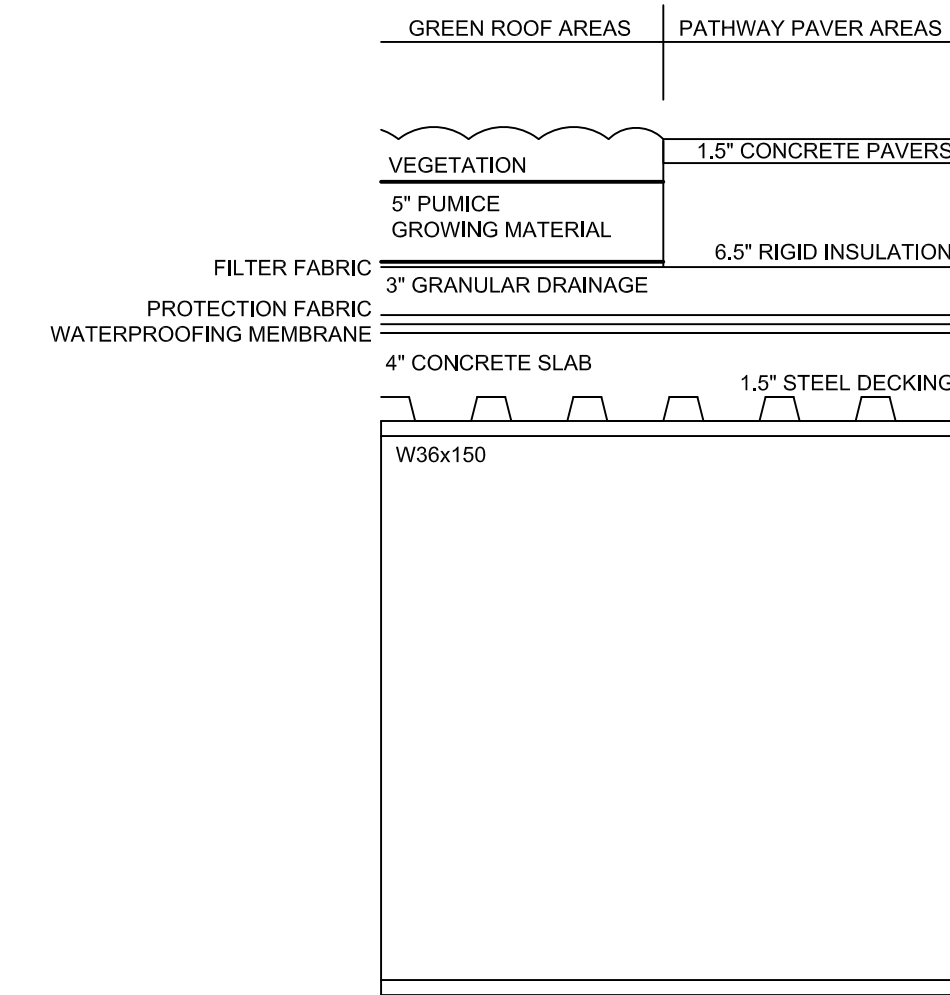 GREEN ROOF AREAS
PATHWAY PAVER AREAS
1.5" CONCRETE PAVERS
VEGETATION
5" PUMICE
GROWING MATERIAL
6.5" RIGID INSULATION
FILTER FABRIC
3" GRANULAR DRAINAGE
PROTECTION FABRIC
WATERPROOFING MEMBRANE
4" CONCRETE SLAB
1.5" STEEL DECKING
W36x150